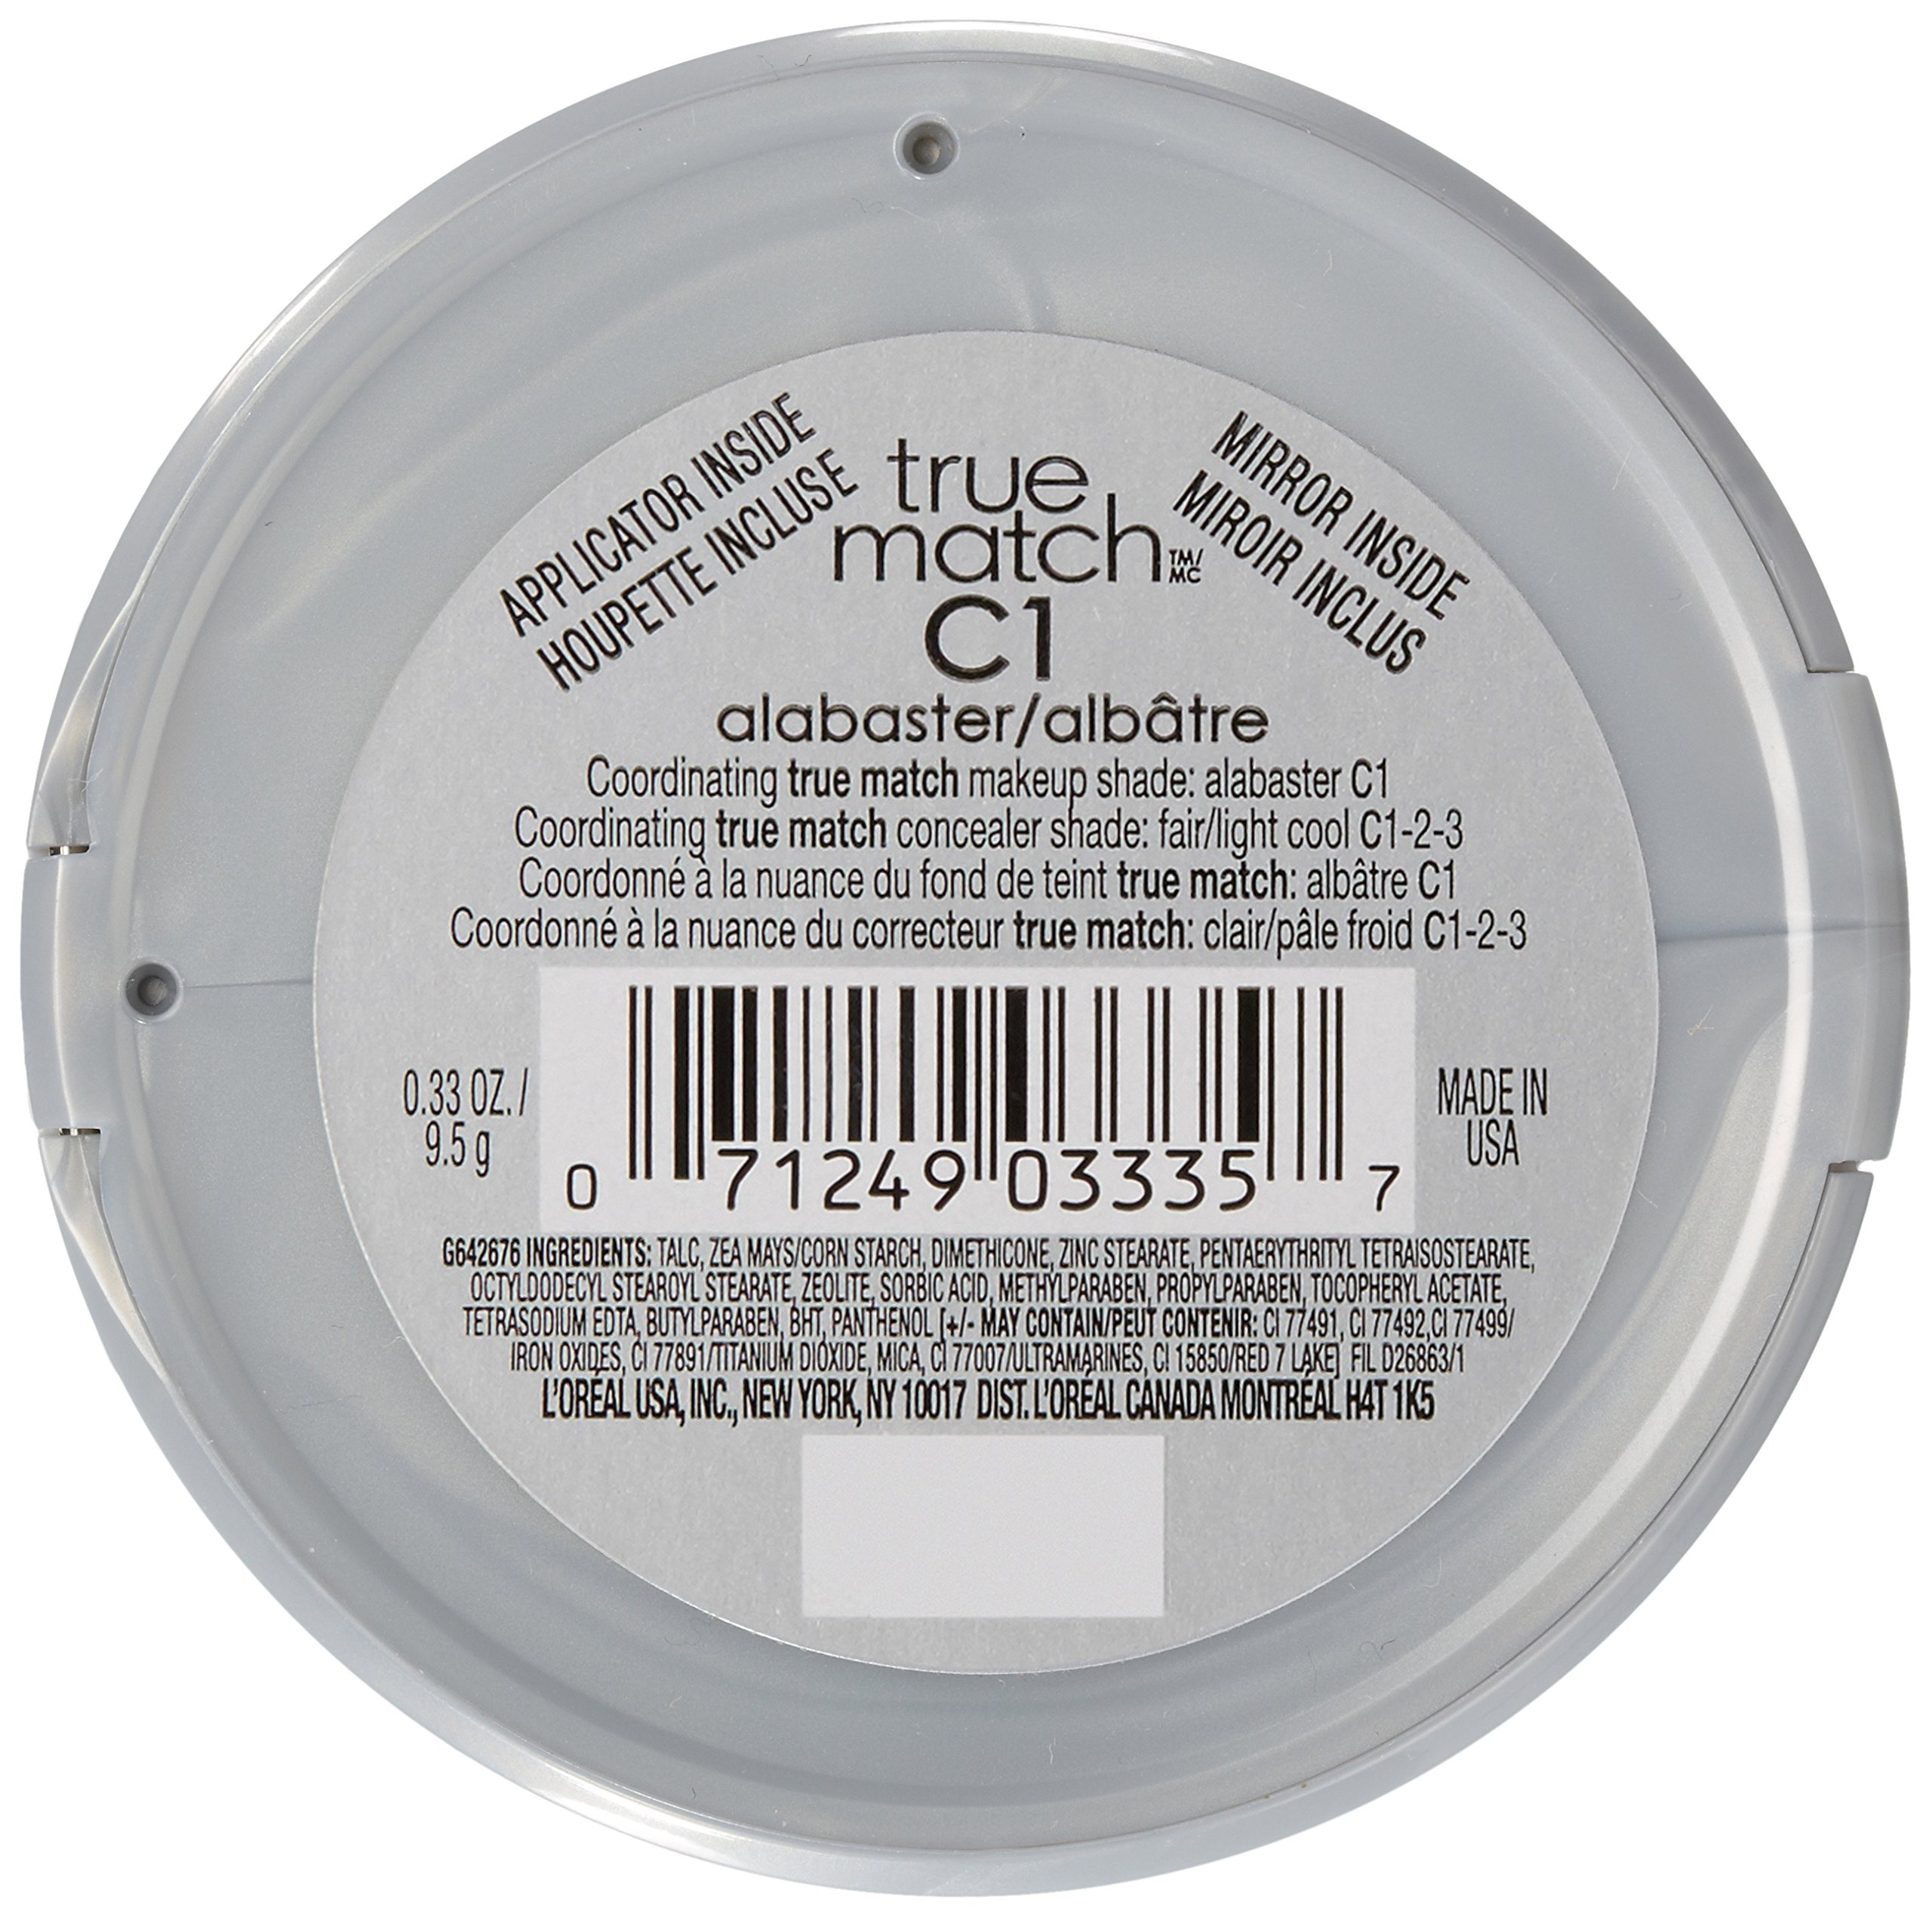 APPLICATOR INSIDE
HOUPETTE INCLUSE
MIRROR INSIDE
MIROIR INCLUS
true
match TM/
MC
C1
alabaster/albâtre
Coordinating true match makeup shade: alabaster C1
Coordinating true match concealer shade: fair/light cool C1-2-3
Coordonné à la nuance du fond de teint true match: albâtre C1
Coordonné à la nuance du correcteur true match: clair/pâle froid C1-2-3
0.33 OZ. /
9.5 g
0 71249 03335 7
MADE IN
USA
G642676 INGREDIENTS: TALC, ZEA MAYS/CORN STARCH, DIMETHICONE, ZINC STEARATE, PENTAERYTHRITYL TETRAISOSTEARATE,
OCTYLDODECYL STEAROYL STEARATE, ZEOLITE, SORBIC ACID, METHYLPARABEN, PROPYLPARABEN, TOCOPHERYL ACETATE,
TETRASODIUM EDTA, BUTYLPARABEN, BHT, PANTHENOL [+/- MAY CONTAIN/PEUT CONTENIR: CI 77491, CI 77492,CI 77499/
IRON OXIDES, CI 77891/TITANIUM DIOXIDE, MICA, CI 77007/ULTRAMARINES, CI 15850/RED 7 LAKE] FIL D26863/1
L'ORÉAL USA, INC., NEW YORK, NY 10017 DIST. L'ORÉAL CANADA MONTRÉAL H4T 1K5